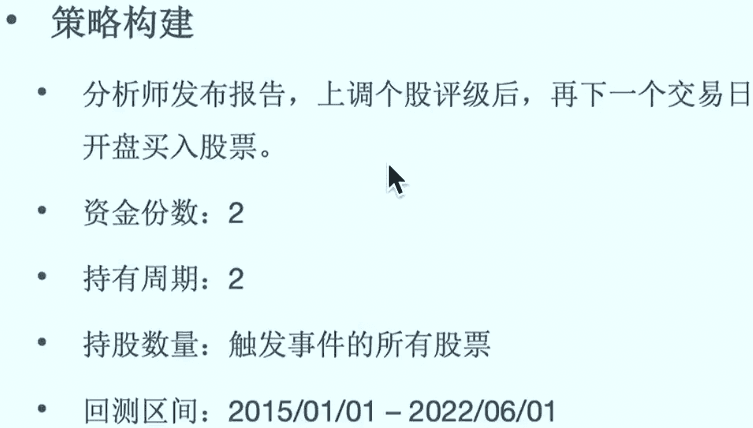 • 策略构建
• 分析师发布报告，上调个股评级后，再下一个交易日
开盘买入股票。
• 资金份数：2
• 持有周期：2
• 持股数量：触发事件的所有股票
• 回测区间：2015/01/01 – 2022/06/01